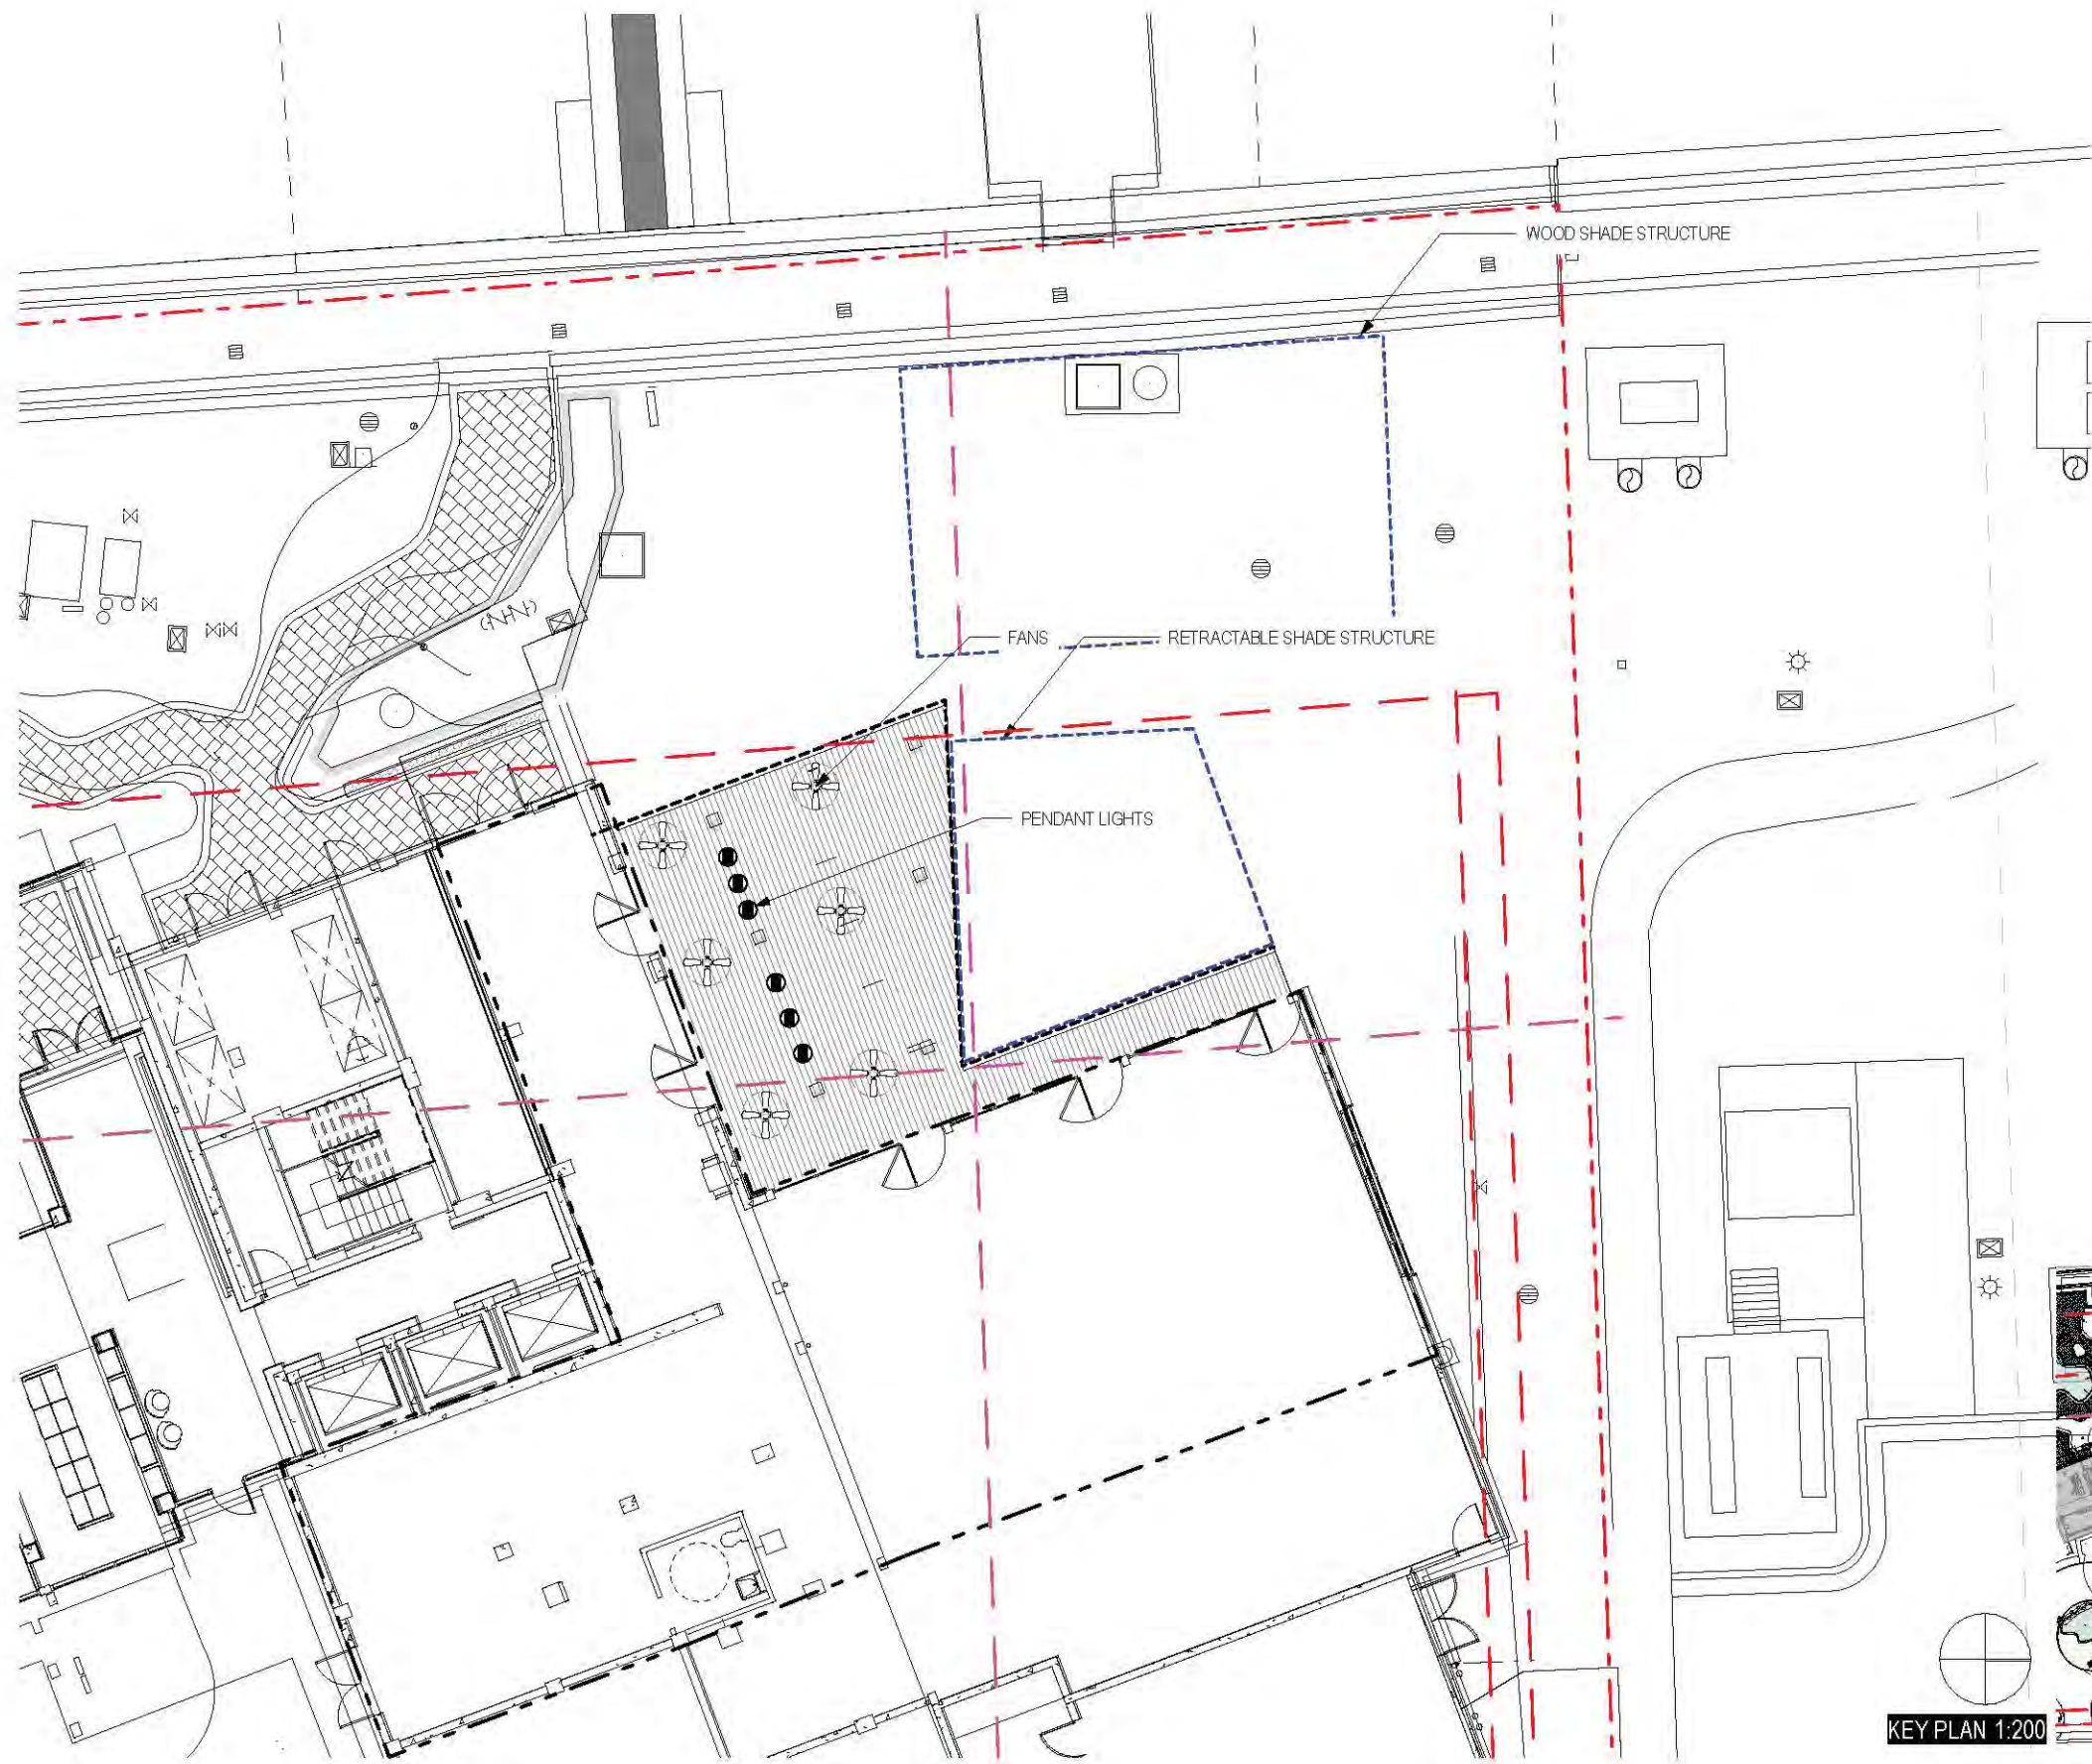 WOOD SHADE STRUCTURE
FANS
RETRACTABLE SHADE STRUCTURE
PENDANT LIGHTS
KEY PLAN 1:200